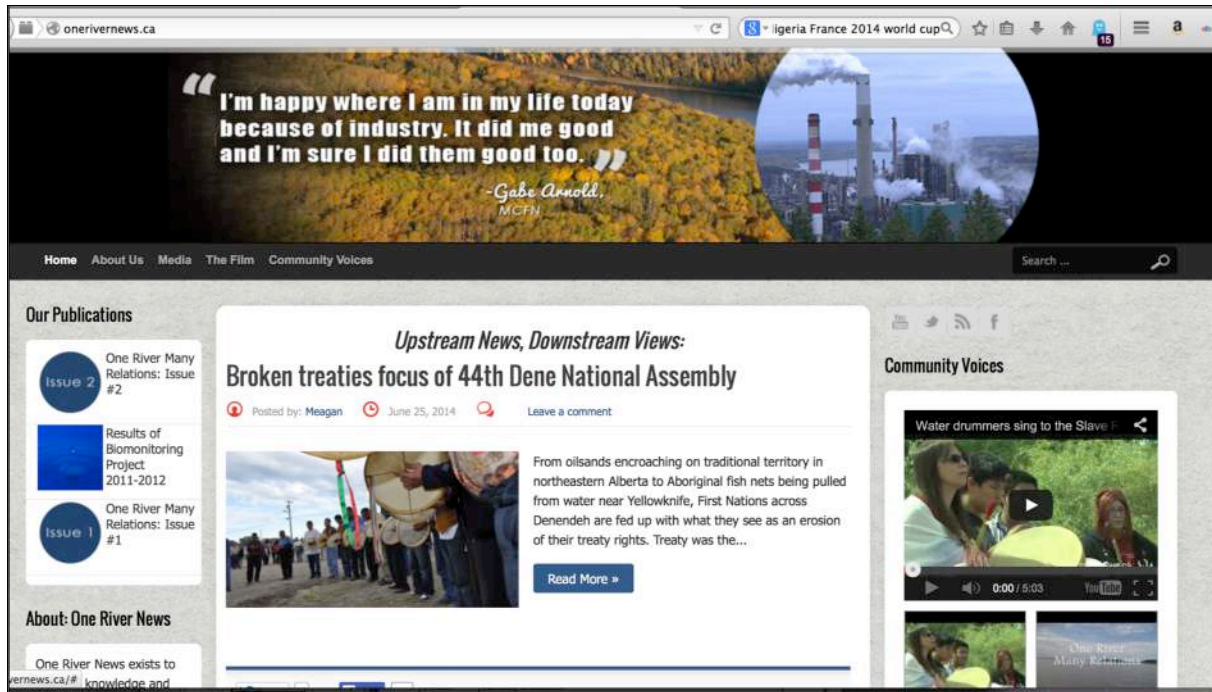 onerivernews.ca
igeria France 2014 world cup
15
a
“I'm happy where I am in my life today
because of industry. It did me good
and I'm sure I did them good too.”
-Gabe Arnold,
MCFN
Home About Us Media The Film Community Voices
Search ...
Our Publications
Issue 2
One River Many
Relations: Issue
#2
Results of
Biomonitoring
Project
2011-2012
Issue 1
One River Many
Relations: Issue
#1
About: One River News
One River News exists to
knowledge and
vernews.ca/#
Upstream News, Downstream Views:
Broken treaties focus of 44th Dene National Assembly
Posted by: Meagan June 25, 2014 Leave a comment
From oilsands encroaching on traditional territory in
northeastern Alberta to Aboriginal fish nets being pulled
from water near Yellowknife, First Nations across
Denendeh are fed up with what they see as an erosion
of their treaty rights. Treaty was the...
Read More »
You
Community Voices
Water drummers sing to the Slave R
0:00 / 5:03 YouTube
One River
Many Relations